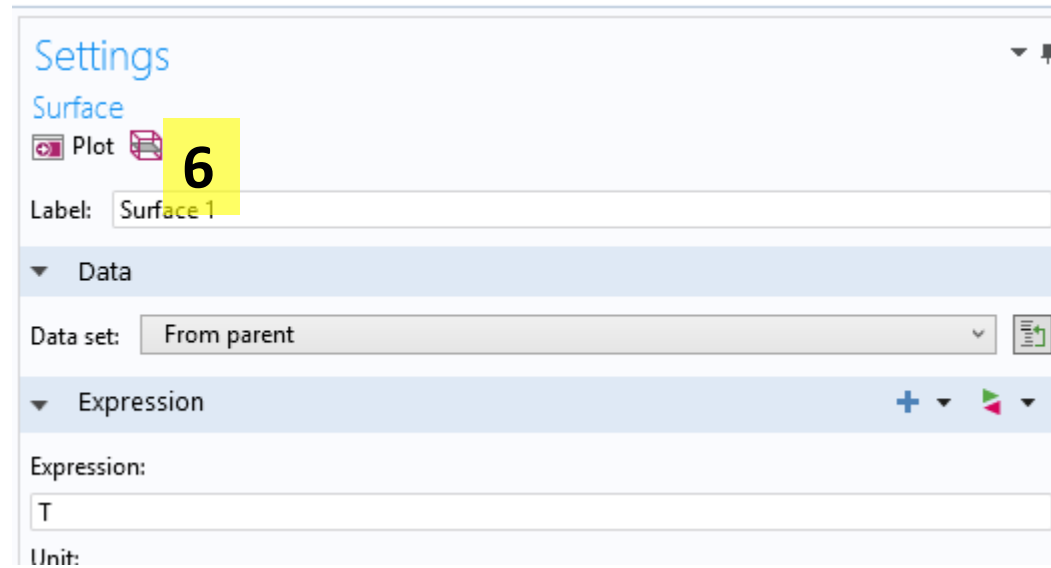 Settings
Surface
Plot
6
Label: Surface 1
Data
Data set: From parent
Expression
Expression:
T
Unit: